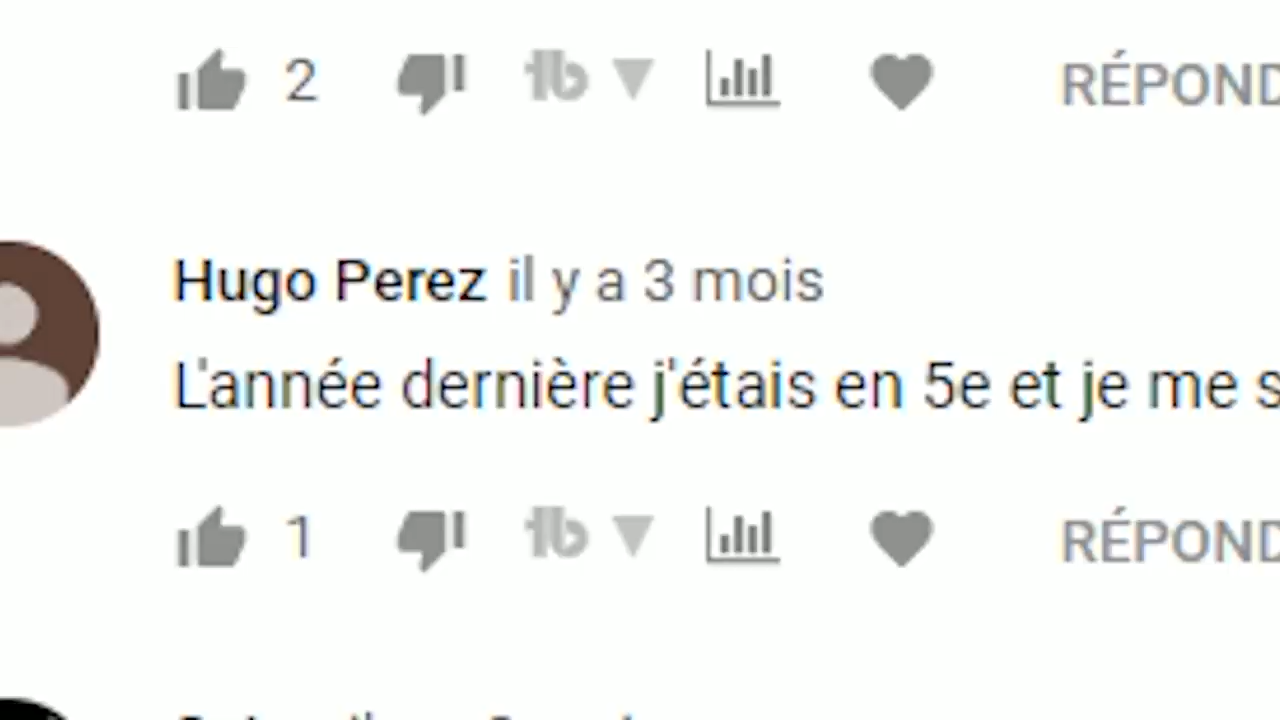 2 RÉPOND
Hugo Perez il y a 3 mois
L'année dernière j'étais en 5e et je me s
1 RÉPOND